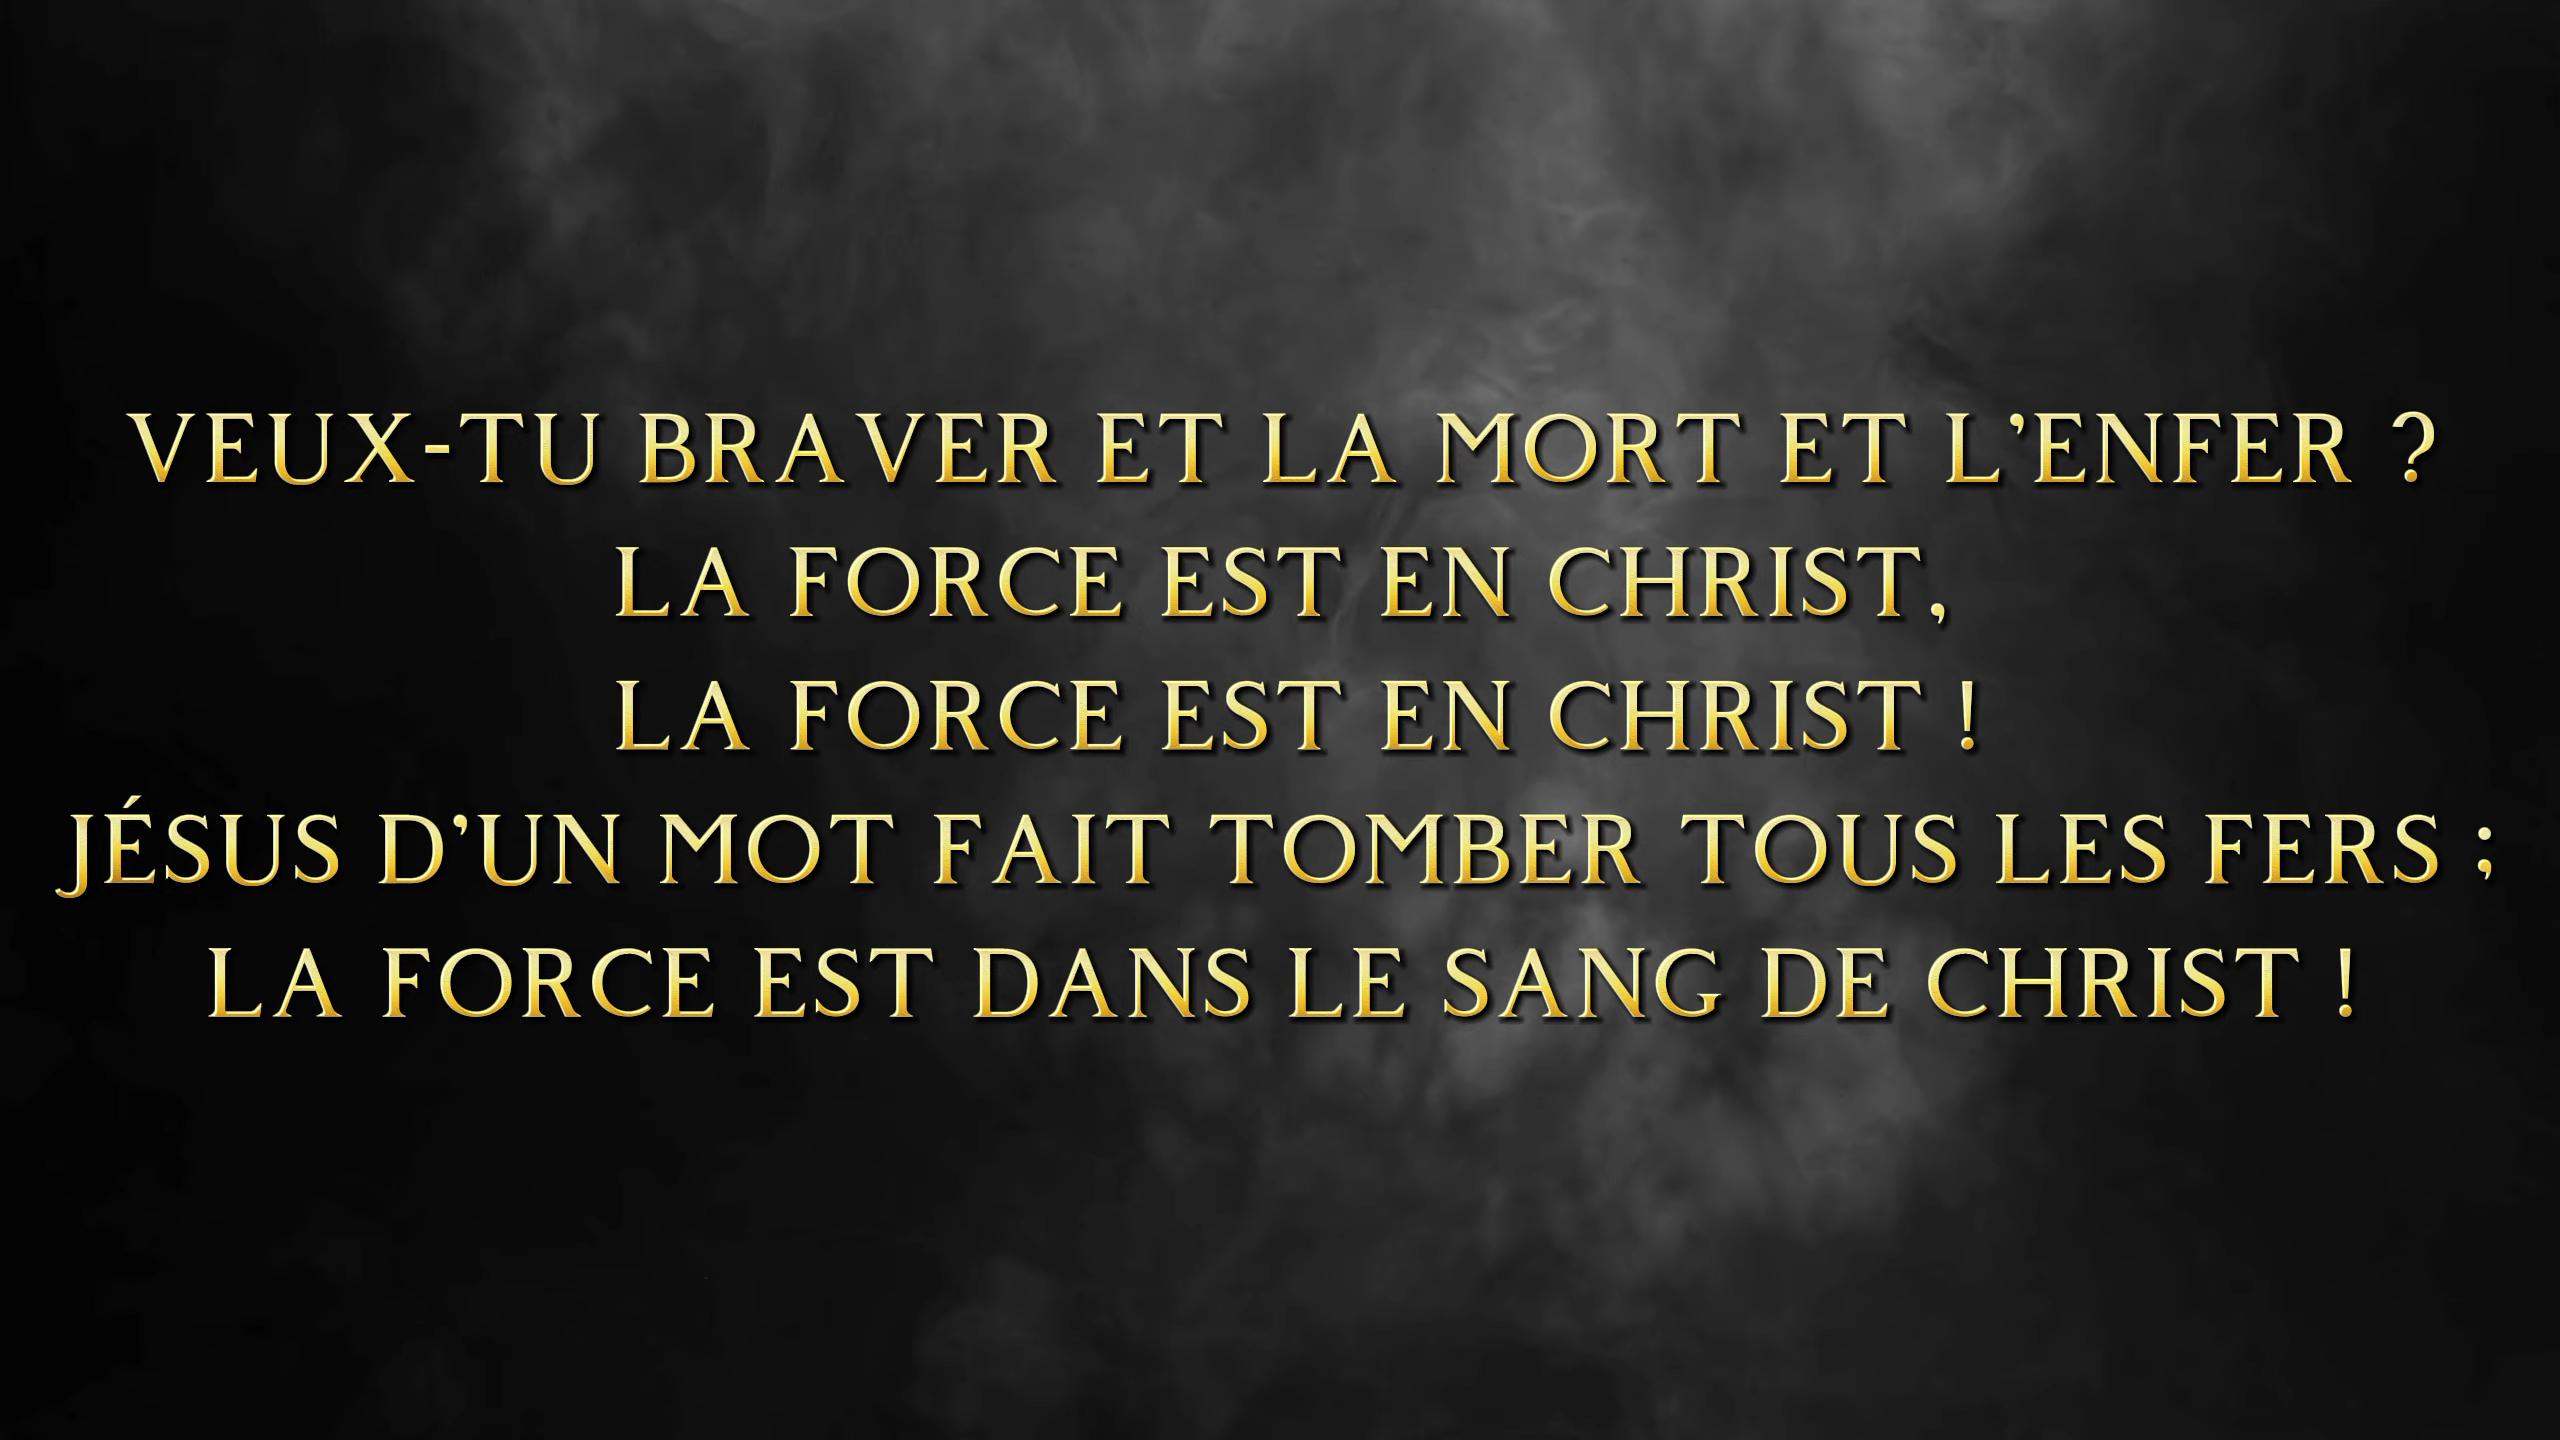 VEUX-TU BRAVER ET LA MORT ET L’ENFER ?
LA FORCE EST EN CHRIST,
LA FORCE EST EN CHRIST !
JÉSUS D’UN MOT FAIT TOMBER TOUS LES FERS ;
LA FORCE EST DANS LE SANG DE CHRIST !